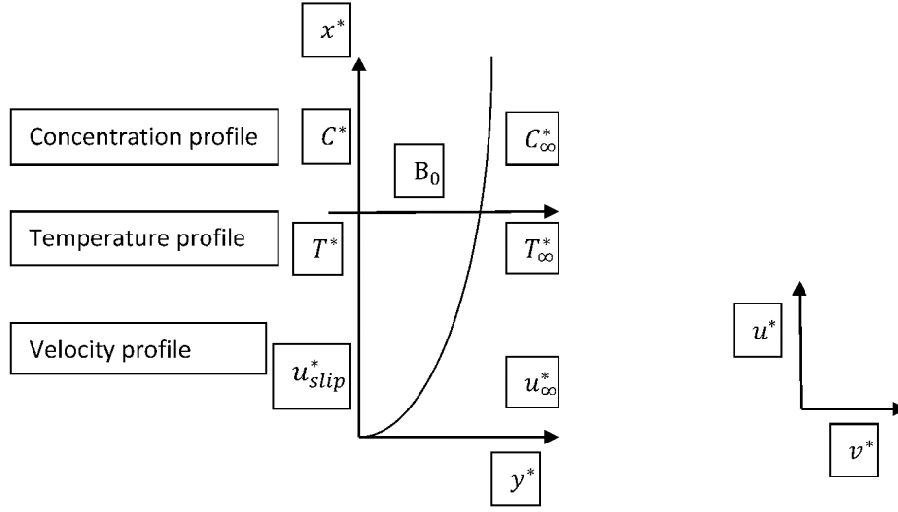 x*
Concentration profile C* C*∞
B₀
Temperature profile T* T*∞
Velocity profile u*slip u*∞
u*
y* v*